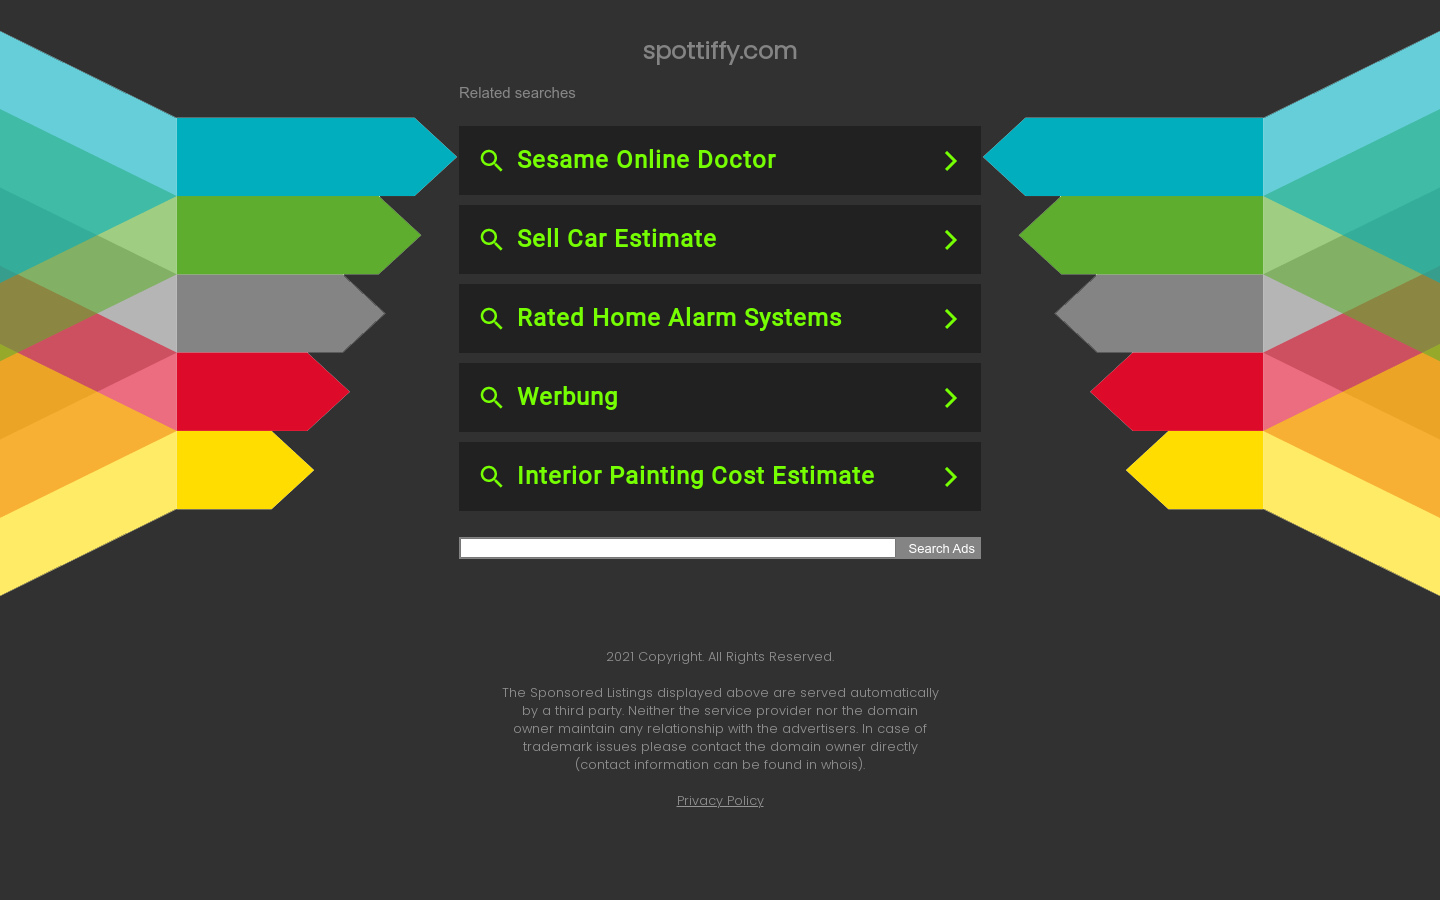 spottiffy.com
Related searches
Sesame Online Doctor
Sell Car Estimate
Rated Home Alarm Systems
Werbung
Interior Painting Cost Estimate
Search Ads
2021 Copyright. All Rights Reserved.
The Sponsored Listings displayed above are served automatically
by a third party. Neither the service provider nor the domain
owner maintain any relationship with the advertisers. In case of
trademark issues please contact the domain owner directly
(contact information can be found in whois).
Privacy Policy